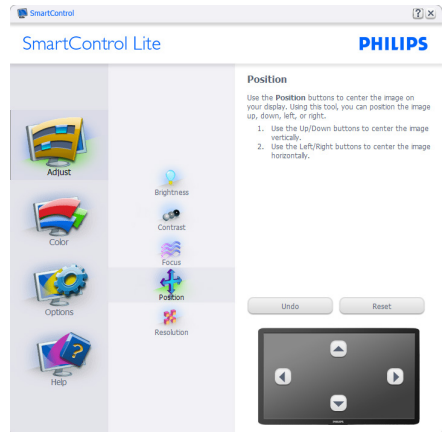 SmartControl
SmartControl Lite
PHILIPS
Adjust
Color
Options
Help
Brightness
Contrast
Focus
Position
Resolution
Position
Use the Position buttons to center the image on
your display. Using this tool, you can position the image
up, down, left, or right.
1. Use the Up/Down buttons to center the image
vertically.
2. Use the Left/Right buttons to center the image
horizontally.
Undo
Reset
PHILIPS